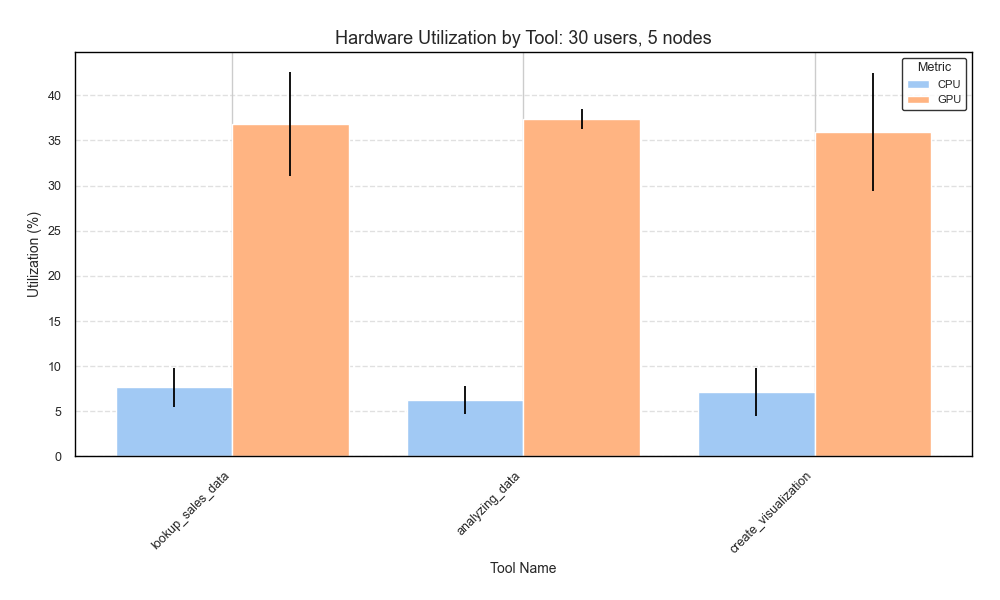 Hardware Utilization by Tool: 30 users, 5 nodes
Metric
CPU
GPU
Utilization (%)
40
35
30
25
20
15
10
5
0
lookup_sales_data
analyzing_data
create_visualization
Tool Name